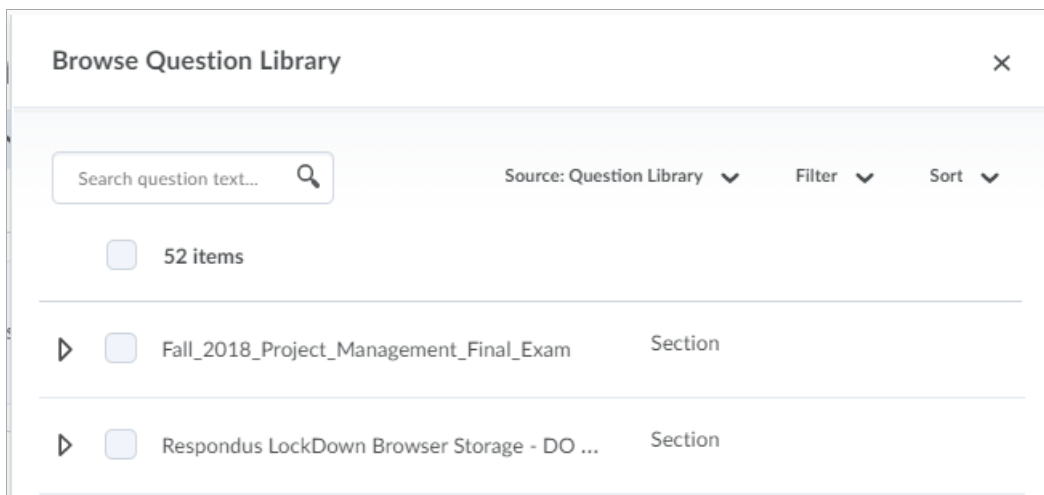 Browse Question Library
Search question text...
Source: Question Library
Filter
Sort
52 items
Fall_2018_Project_Management_Final_Exam
Section
Respondus LockDown Browser Storage - DO ...
Section